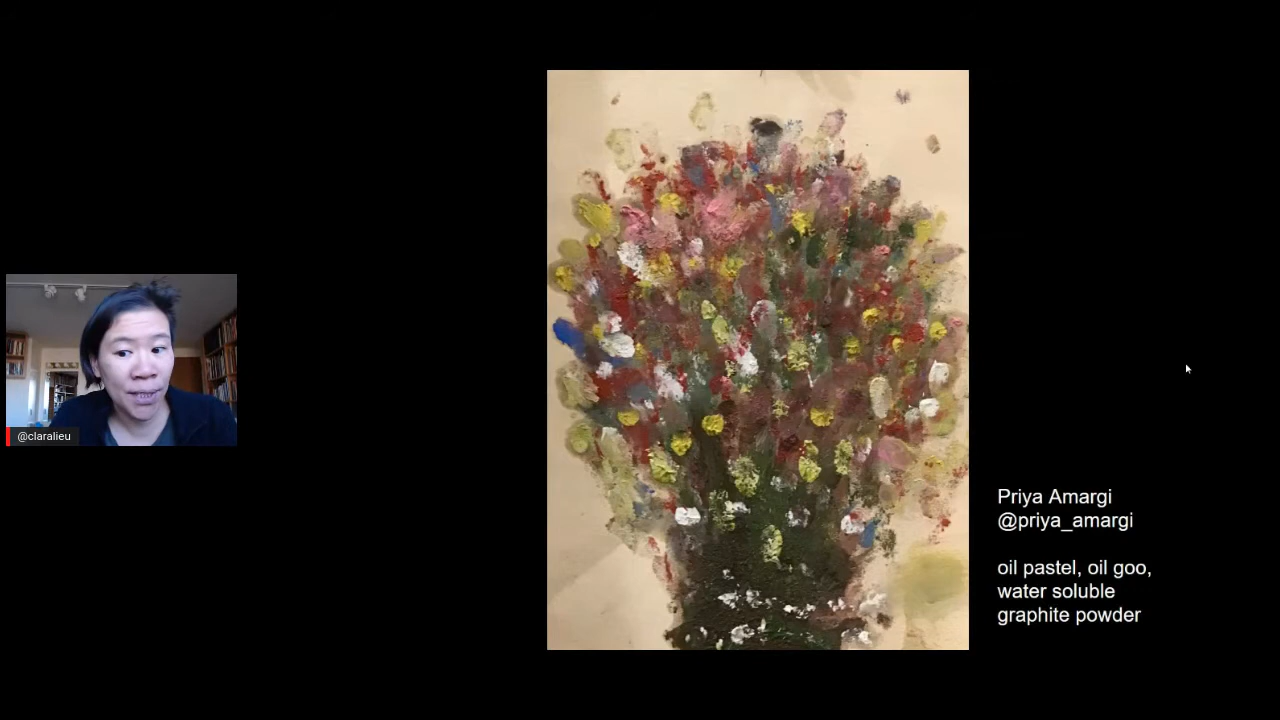 @claralieu
Priya Amargi
@priya_amargi
oil pastel, oil goo,
water soluble
graphite powder